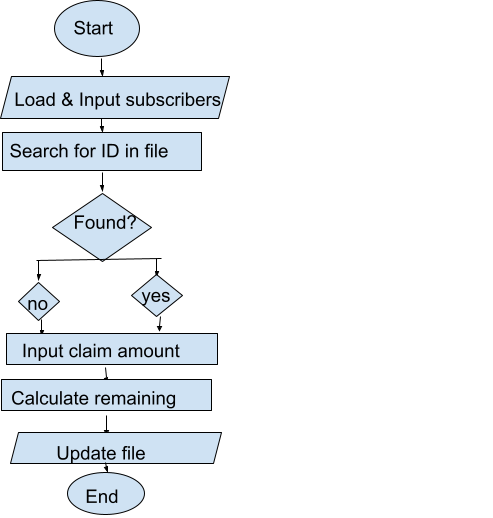 Start
Load & Input subscribers
Search for ID in file
Found?
no
yes
Input claim amount
Calculate remaining
Update file
End